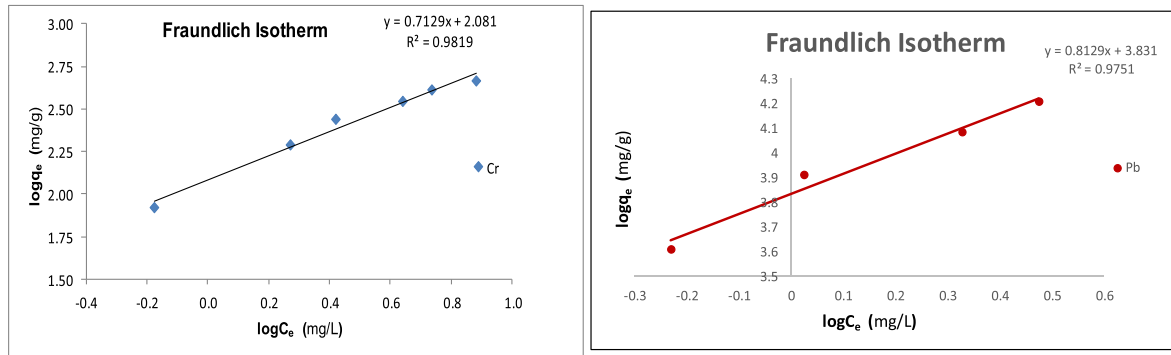 Fraundlich Isotherm
y = 0.7129x + 2.081
R² = 0.9819
3.00
2.75
2.50
2.25
2.00
1.75
1.50
logqₑ (mg/g)
Cr
-0.4 -0.2 0.0 0.2 0.4 0.6 0.8 1.0
logCₑ (mg/L)
Fraundlich Isotherm
y = 0.8129x + 3.831
R² = 0.9751
4.3
4.2
4.1
4
3.9
3.8
3.7
3.6
3.5
logqₑ (mg/g)
Pb
-0.3 -0.2 -0.1 0 0.1 0.2 0.3 0.4 0.5 0.6
logCₑ (mg/L)